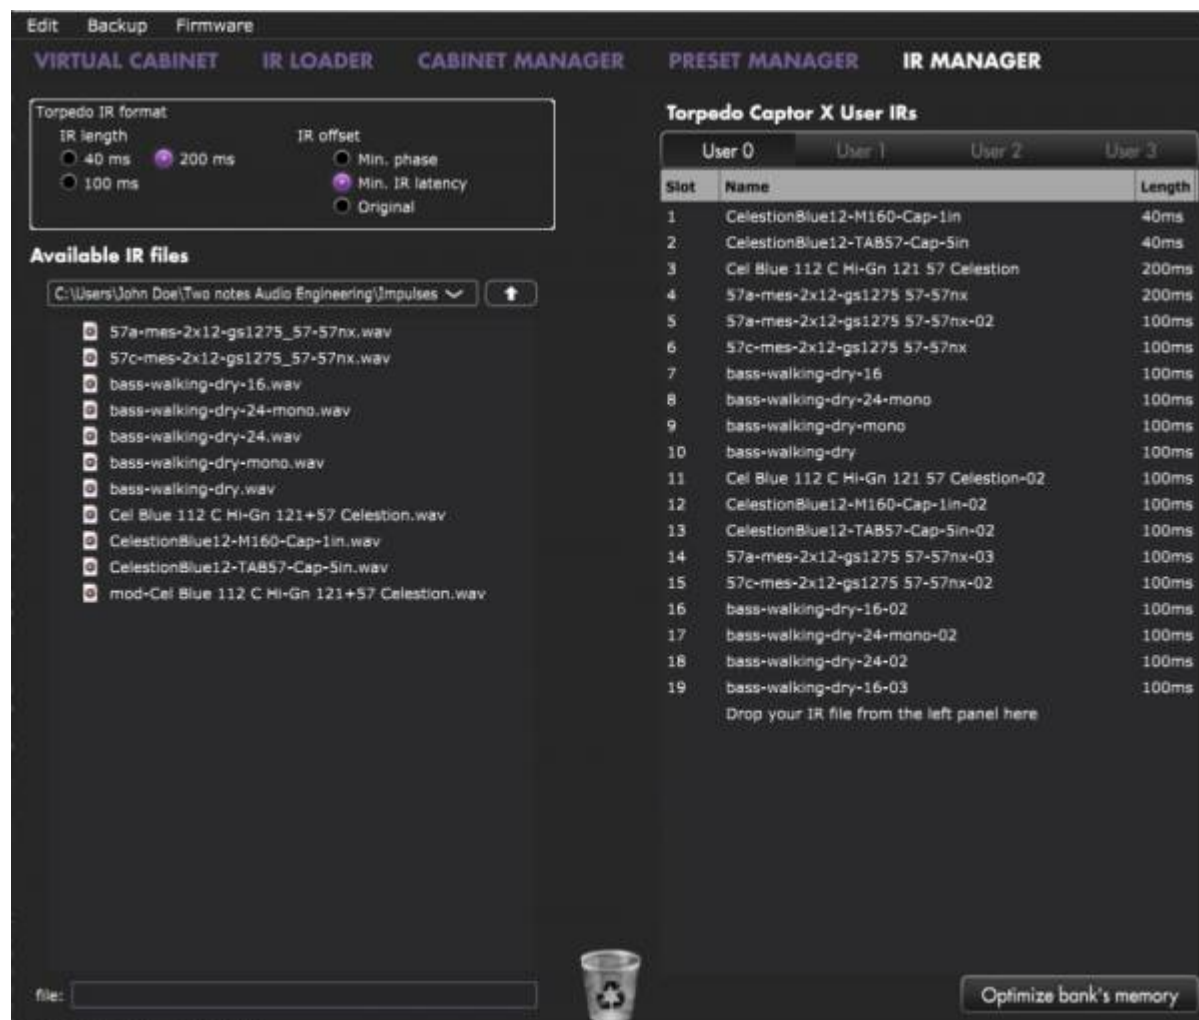 Edit Backup Firmware
VIRTUAL CABINET IR LOADER CABINET MANAGER PRESET MANAGER IR MANAGER
Torpedo IR format
IR length
40 ms 200 ms
100 ms
IR offset
Min. phase
Min. IR latency
Original
Available IR files
C:\Users\John Doe\Two notes Audio Engineering\Impulses
57a-mes-2x12-gs1275_57-57nx.wav
57c-mes-2x12-gs1275_57-57nx.wav
bass-walking-dry-16.wav
bass-walking-dry-24-mono.wav
bass-walking-dry-24.wav
bass-walking-dry-mono.wav
bass-walking-dry.wav
Cel Blue 112 C Hi-Gn 121+57 Celestion.wav
CelestionBlue12-M160-Cap-1in.wav
CelestionBlue12-TAB57-Cap-5in.wav
mod-Cel Blue 112 C Hi-Gn 121+57 Celestion.wav
file:
Torpedo Captor X User IRs
User 0 User 1 User 2 User 3
Slot Name Length
1 CelestionBlue12-M160-Cap-1in 40ms
2 CelestionBlue12-TAB57-Cap-5in 40ms
3 Cel Blue 112 C Hi-Gn 121 57 Celestion 200ms
4 57a-mes-2x12-gs1275 57-57nx 200ms
5 57a-mes-2x12-gs1275 57-57nx-02 100ms
6 57c-mes-2x12-gs1275 57-57nx 100ms
7 bass-walking-dry-16 100ms
8 bass-walking-dry-24-mono 100ms
9 bass-walking-dry-mono 100ms
10 bass-walking-dry 100ms
11 Cel Blue 112 C Hi-Gn 121 57 Celestion-02 100ms
12 CelestionBlue12-M160-Cap-1in-02 100ms
13 CelestionBlue12-TAB57-Cap-5in-02 100ms
14 57a-mes-2x12-gs1275 57-57nx-03 100ms
15 57c-mes-2x12-gs1275 57-57nx-02 100ms
16 bass-walking-dry-16-02 100ms
17 bass-walking-dry-24-mono-02 100ms
18 bass-walking-dry-24-02 100ms
19 bass-walking-dry-16-03 100ms
Drop your IR file from the left panel here
Optimize bank's memory